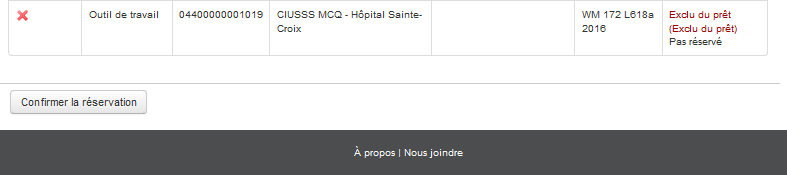 Outil de travail 04400000001019 CIUSSS MCQ - Hôpital Sainte- WM 172 L618a Exclu du prêt
Croix 2016 (Exclu du prêt)
Pas réservé
Confirmer la réservation
À propos | Nous joindre